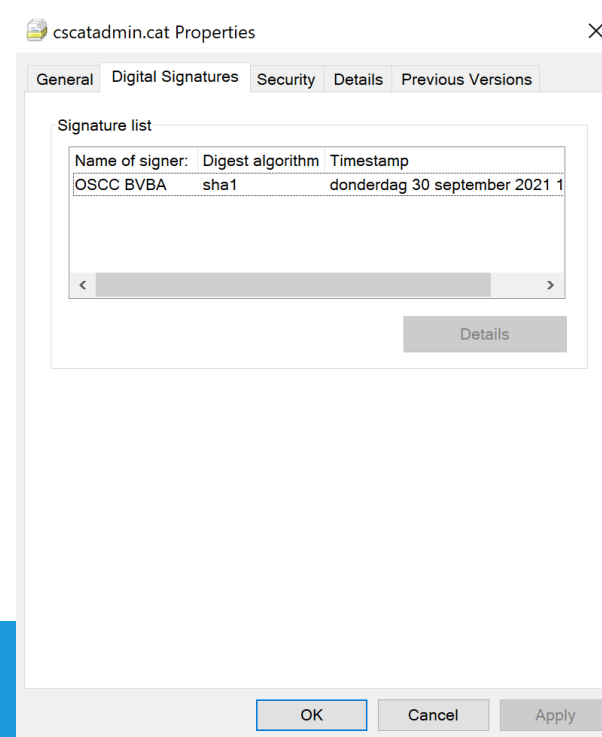 cscatadmin.cat Properties
General Digital Signatures Security Details Previous Versions
Signature list
Name of signer: Digest algorithm Timestamp
OSCC BVBA sha1 donderdag 30 september 2021 1
Details
OK Cancel Apply